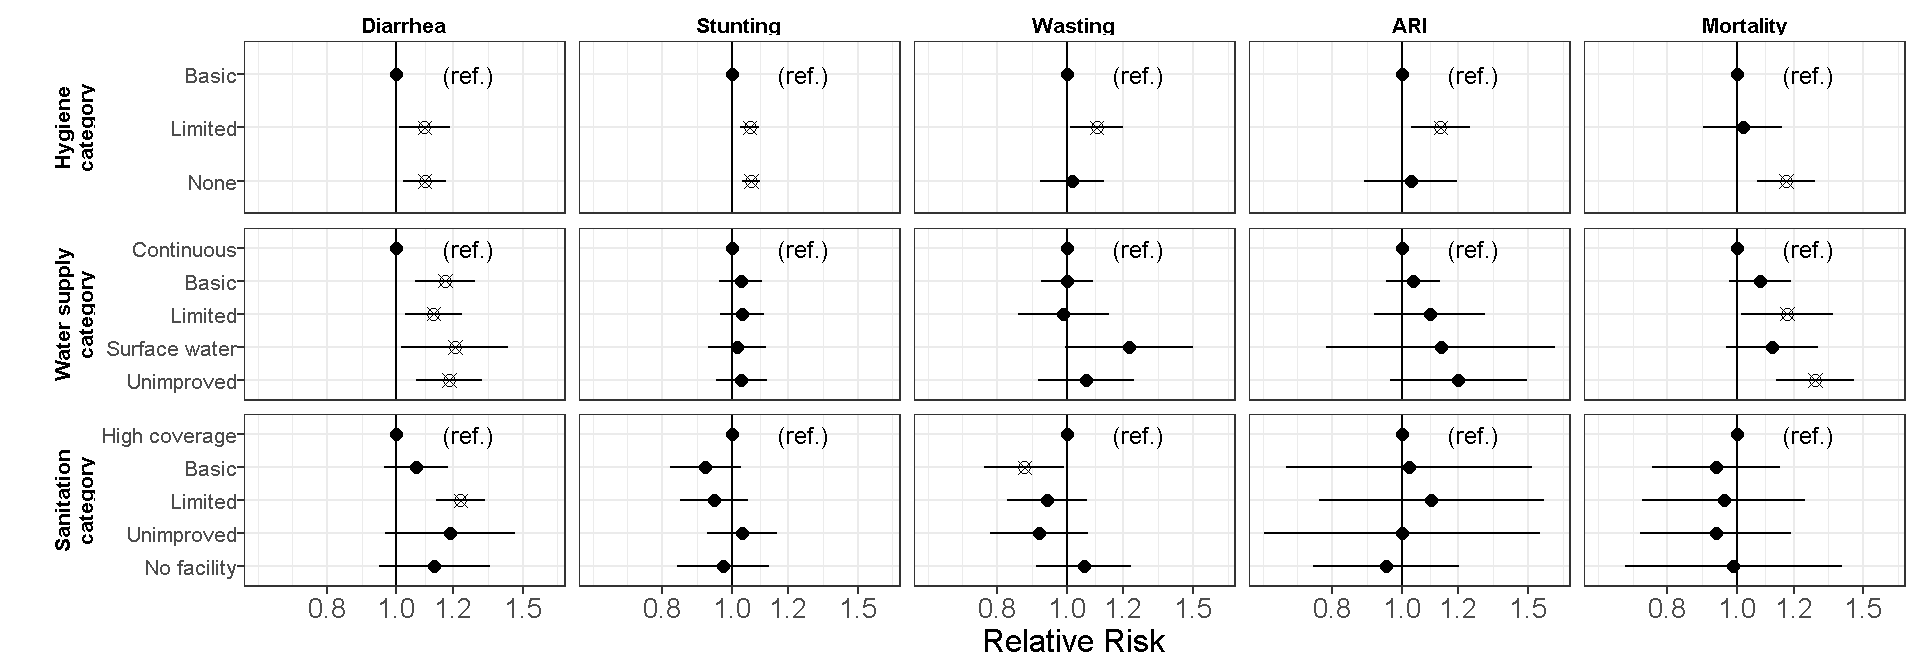 Diarrhea Stunting Wasting ARI Mortality
Hygiene
category
Basic (ref.) (ref.) (ref.) (ref.) (ref.)
Limited
None
Water supply
category
Continuous (ref.) (ref.) (ref.) (ref.) (ref.)
Basic
Limited
Surface water
Unimproved
Sanitation
category
High coverage (ref.) (ref.) (ref.) (ref.) (ref.)
Basic
Limited
Unimproved
No facility
0.8 1.0 1.2 1.5 0.8 1.0 1.2 1.5 0.8 1.0 1.2 1.5 0.8 1.0 1.2 1.5 0.8 1.0 1.2 1.5
Relative Risk